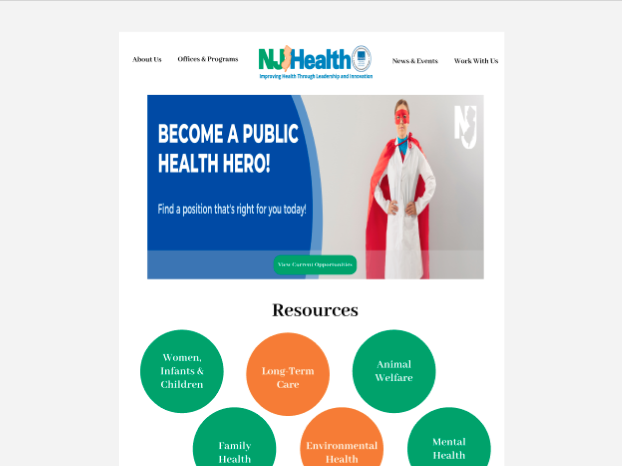 About Us
Offices & Programs
NJHealth
Improving Health Through Leadership and Innovation
News & Events
Work With Us
BECOME A PUBLIC
HEALTH HERO!
Find a position that's right for you today!
NJ
View Current Opportunities
Resources
Women,
Infants &
Children
Long-Term
Care
Animal
Welfare
Family
Health
Environmental
Health
Mental
Health